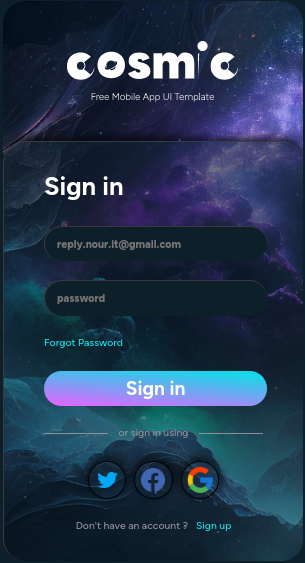 cosmic
Free Mobile App UI Template
Sign in
reply.nour.it@gmail.com
password
Forgot Password
Sign in
or sign in using
Don't have an account ? Sign up